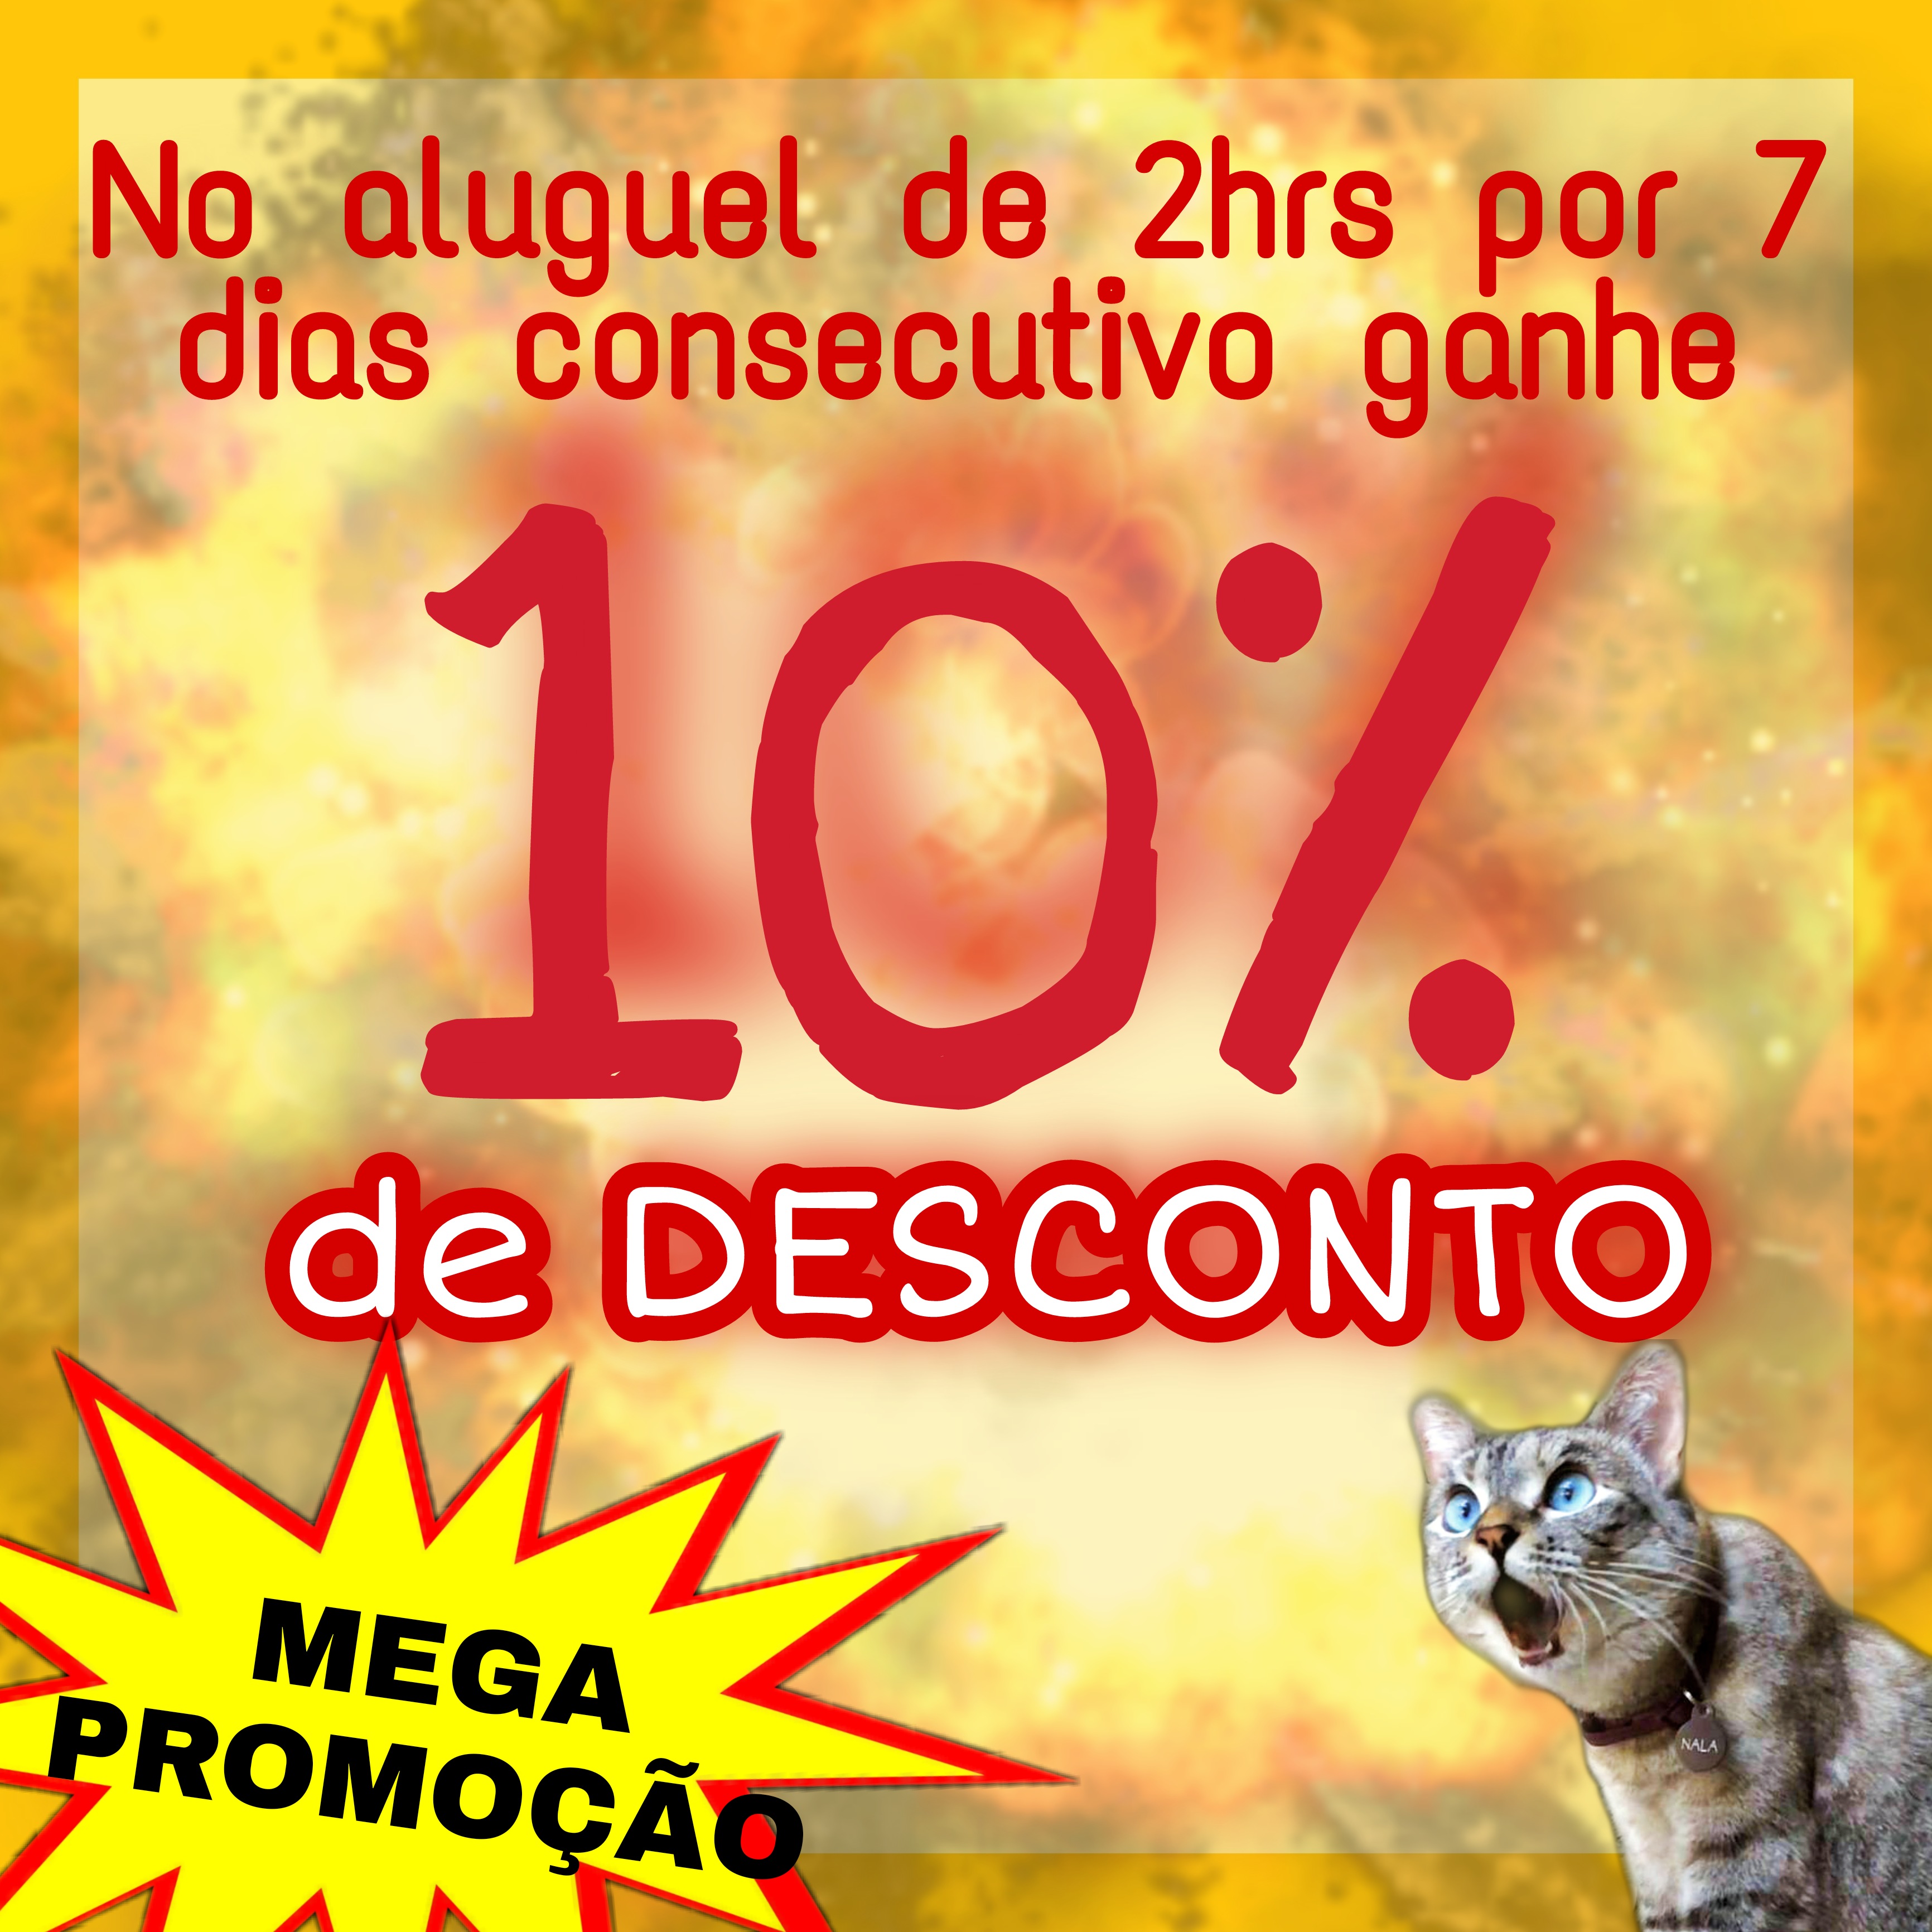 No aluguel de 2hrs por 7
dias consecutivo ganhe
10%
de DESCONTO
MEGA
PROMOÇÃO
NALA